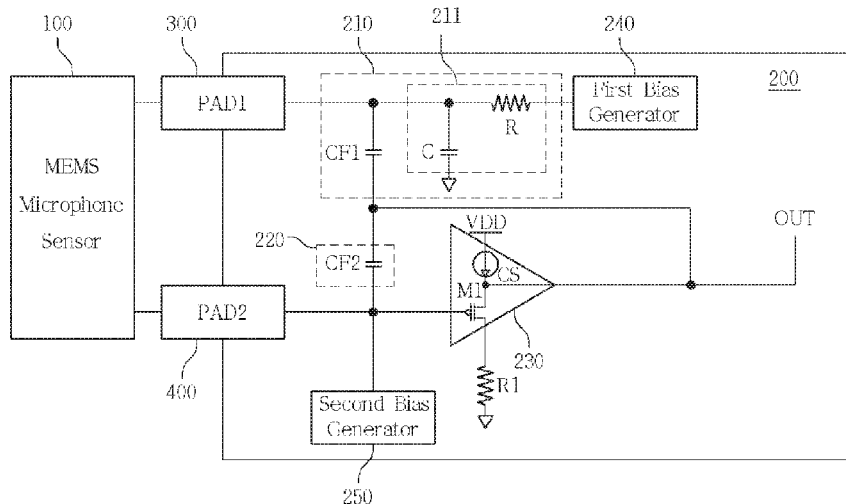 100
300
210
211
240
200
PAD1
First Bias
Generator
R
CF1
C
MEMS
Microphone
Sensor
VDD
OUT
220
CF2
CS
M1
PAD2
230
400
R1
Second Bias
Generator
250